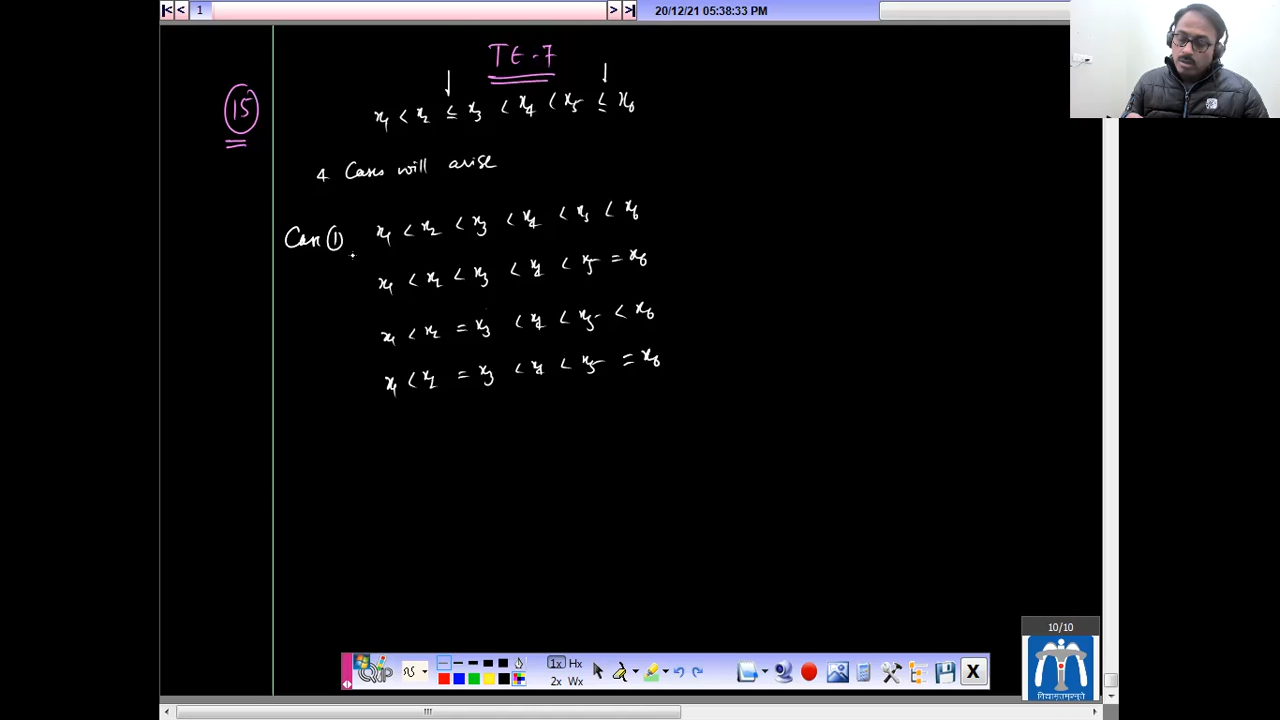 1
20/12/21 05:38:33 PM
TE-7
15
x₁ < x₂ ≤ x₃ < x₄ < x₅ ≤ x₆
4 Cases will arise
Case ① x₁ < x₂ < x₃ < x₄ < x₅ < x₆
x₁ < x₂ < x₃ < x₄ < x₅ = x₆
x₁ < x₂ = x₃ < x₄ < x₅ < x₆
x₁ < x₂ = x₃ < x₄ < x₅ = x₆
10/10
1x Hx
2x Wx
विद्यामृतमश्नुते